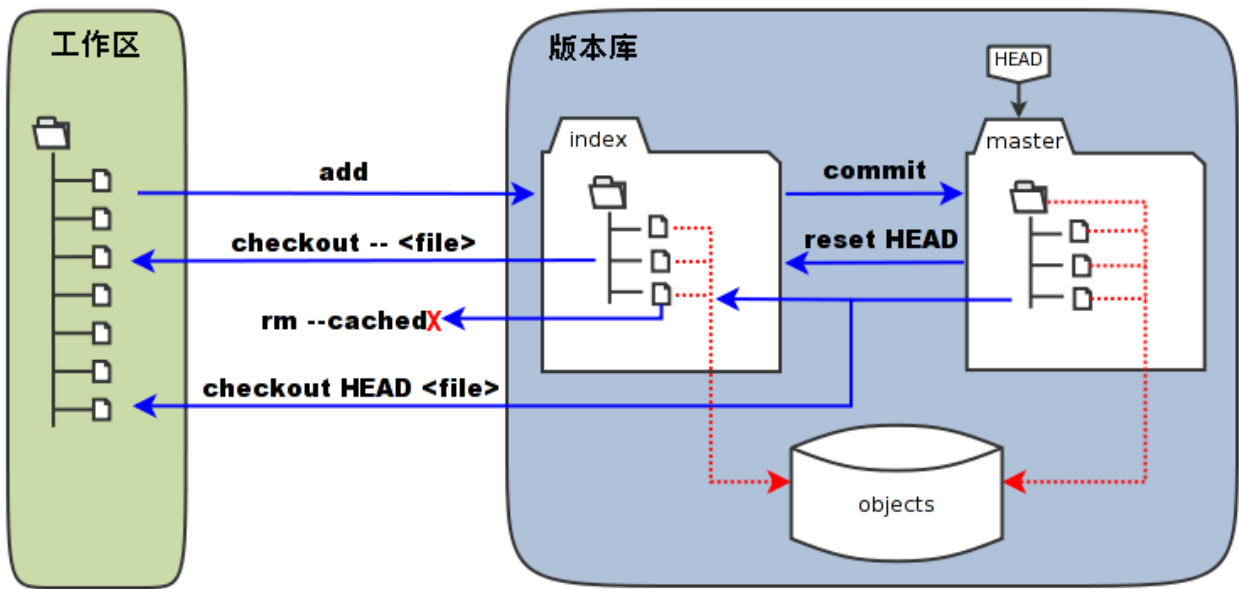 工作区
版本库
HEAD
index
master
add
commit
checkout -- <file>
reset HEAD
rm --cachedX
checkout HEAD <file>
objects